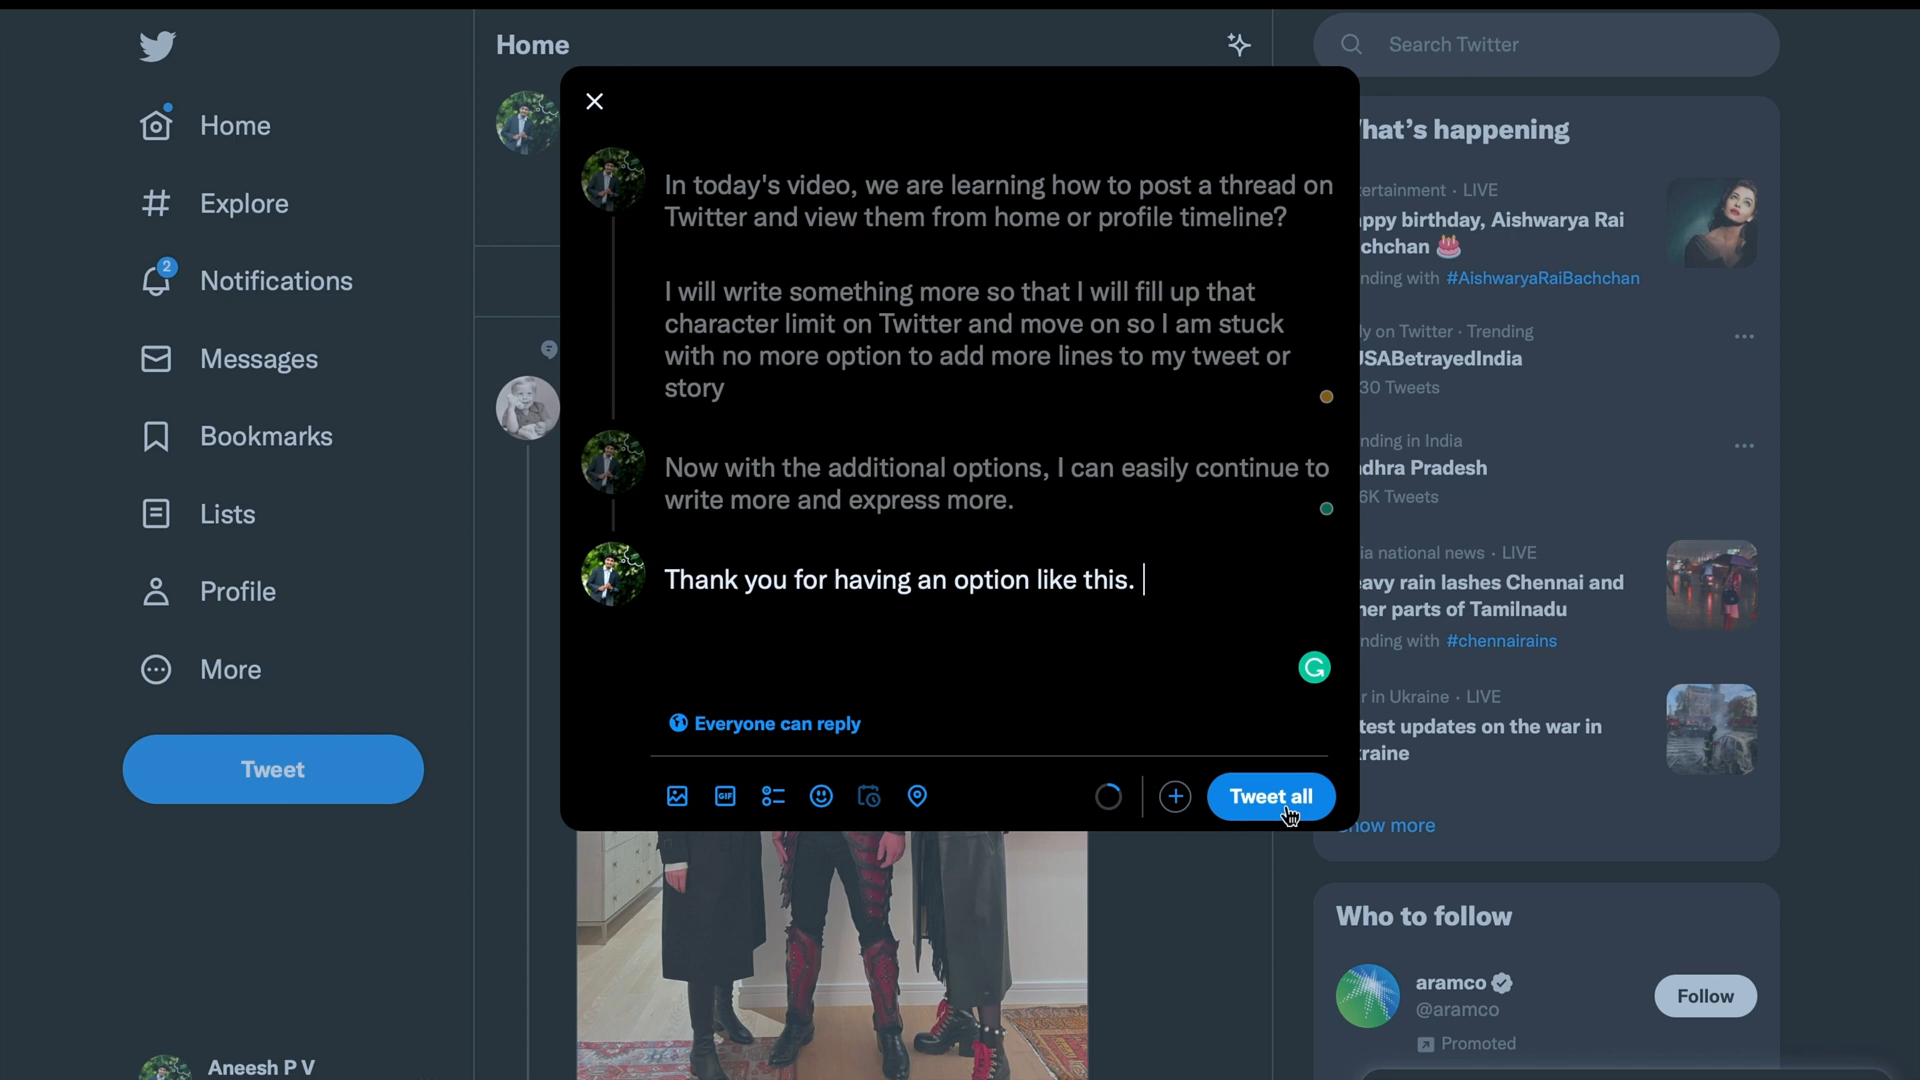 Home
Search Twitter
Home
Explore
2
Notifications
Messages
Bookmarks
Lists
Profile
More
Tweet
Aneesh P V
In today's video, we are learning how to post a thread on
Twitter and view them from home or profile timeline?
I will write something more so that I will fill up that
character limit on Twitter and move on so I am stuck
with no more option to add more lines to my tweet or
story
Now with the additional options, I can easily continue to
write more and express more.
Thank you for having an option like this.
Everyone can reply
GIF
Tweet all
hat's happening
ertainment · LIVE
ppy birthday, Aishwarya Rai
chchan 🎂
nding with #AishwaryaRaiBachchan
ly on Twitter · Trending
SABetrayedIndia
30 Tweets
nding in India
dhra Pradesh
6K Tweets
ia national news · LIVE
avy rain lashes Chennai and
er parts of Tamilnadu
nding with #chennairains
r in Ukraine · LIVE
test updates on the war in
raine
how more
Who to follow
aramco
@aramco
Promoted
Follow